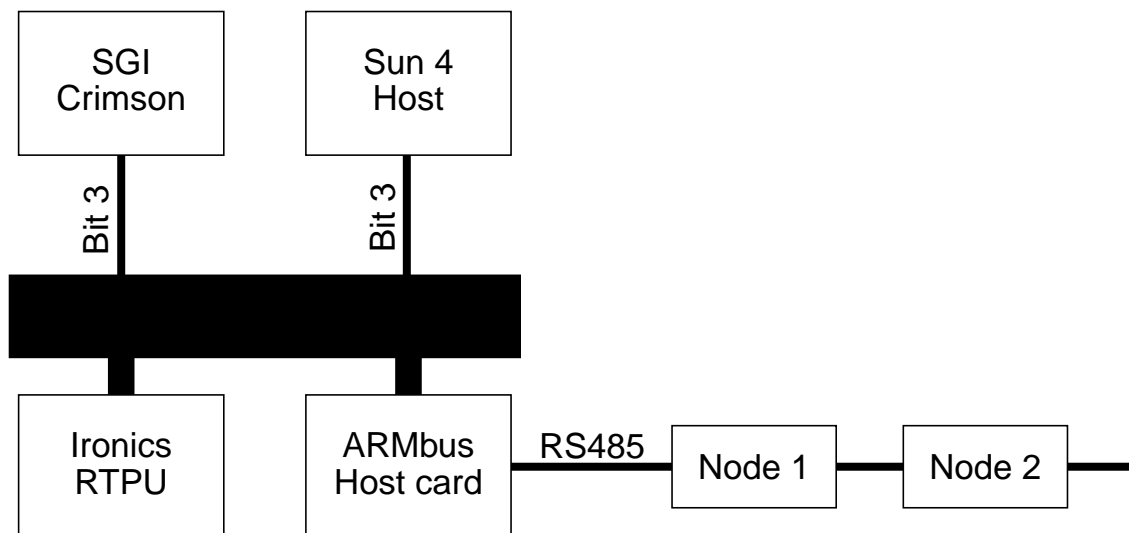 SGI
Crimson
Sun 4
Host
Bit 3
Bit 3
Ironics
RTPU
ARMbus
Host card
RS485
Node 1
Node 2